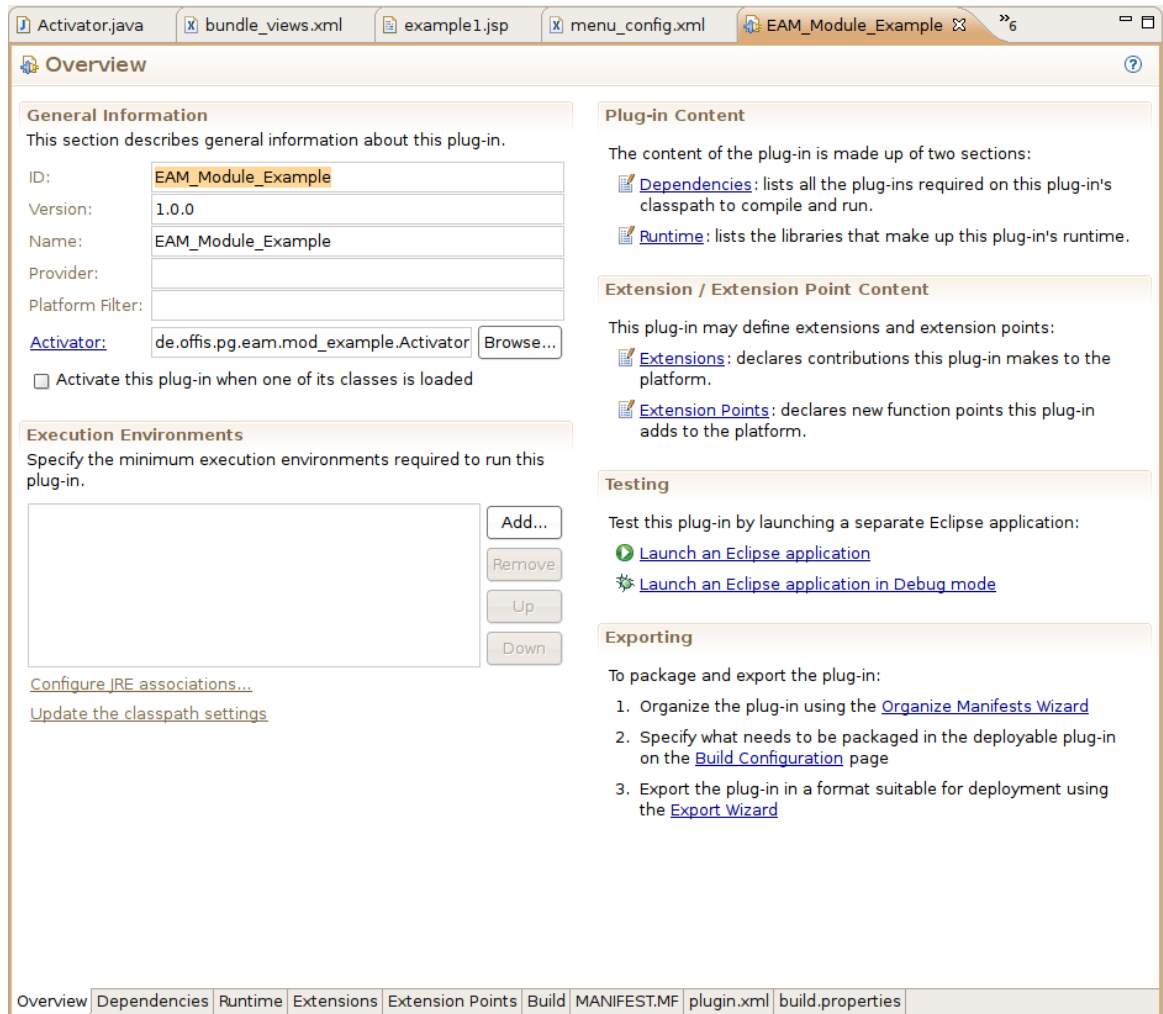 Activator.java
bundle_views.xml
example1.jsp
menu_config.xml
EAM_Module_Example
»6
Overview
General Information
This section describes general information about this plug-in.
ID:
EAM_Module_Example
Version:
1.0.0
Name:
EAM_Module_Example
Provider:
Platform Filter:
Activator:
de.offis.pg.eam.mod_example.Activator
Browse...
Activate this plug-in when one of its classes is loaded
Execution Environments
Specify the minimum execution environments required to run this
plug-in.
Add...
Remove
Up
Down
Configure JRE associations...
Update the classpath settings
Plug-in Content
The content of the plug-in is made up of two sections:
Dependencies: lists all the plug-ins required on this plug-in's
classpath to compile and run.
Runtime: lists the libraries that make up this plug-in's runtime.
Extension / Extension Point Content
This plug-in may define extensions and extension points:
Extensions: declares contributions this plug-in makes to the
platform.
Extension Points: declares new function points this plug-in
adds to the platform.
Testing
Test this plug-in by launching a separate Eclipse application:
Launch an Eclipse application
Launch an Eclipse application in Debug mode
Exporting
To package and export the plug-in:
1. Organize the plug-in using the Organize Manifests Wizard
2. Specify what needs to be packaged in the deployable plug-in
on the Build Configuration page
3. Export the plug-in in a format suitable for deployment using
the Export Wizard
Overview Dependencies Runtime Extensions Extension Points Build MANIFEST.MF plugin.xml build.properties